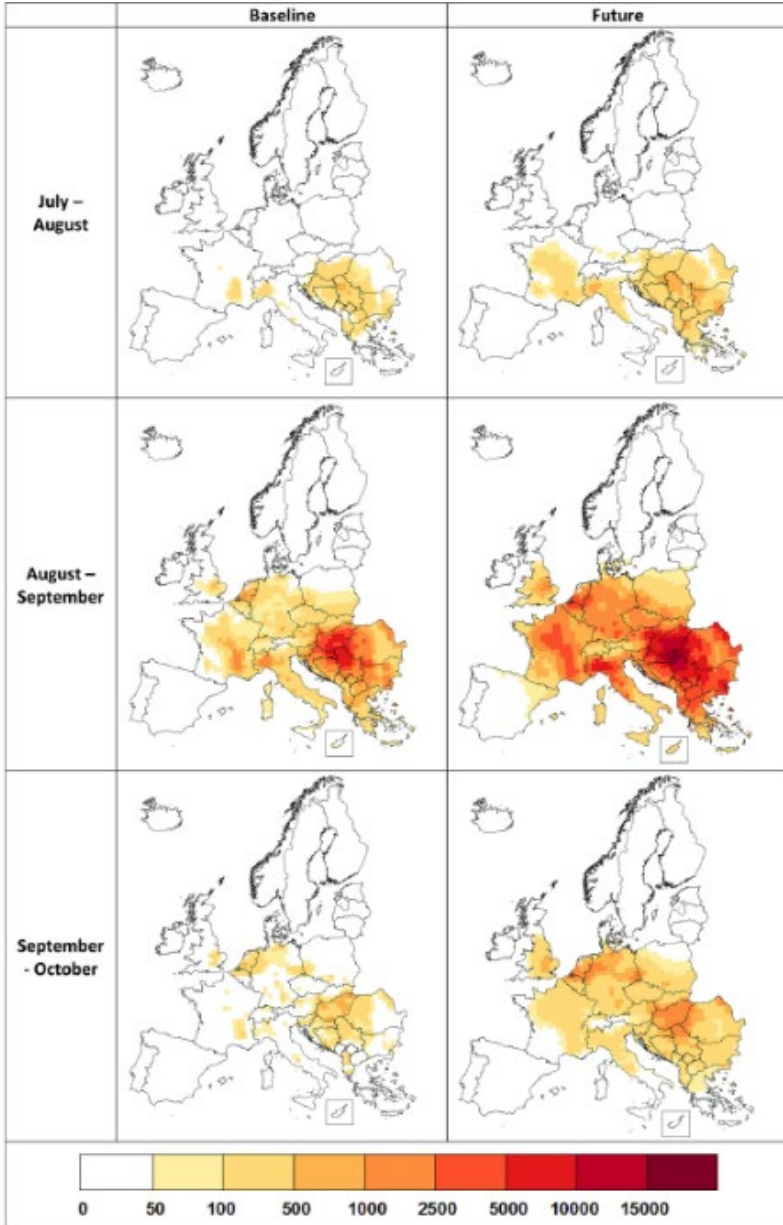 Baseline
Future
July –
August
August –
September
September
- October
0 50 100 500 1000 2500 5000 10000 15000